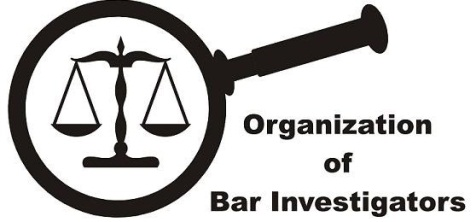 Organization
of
Bar Investigators